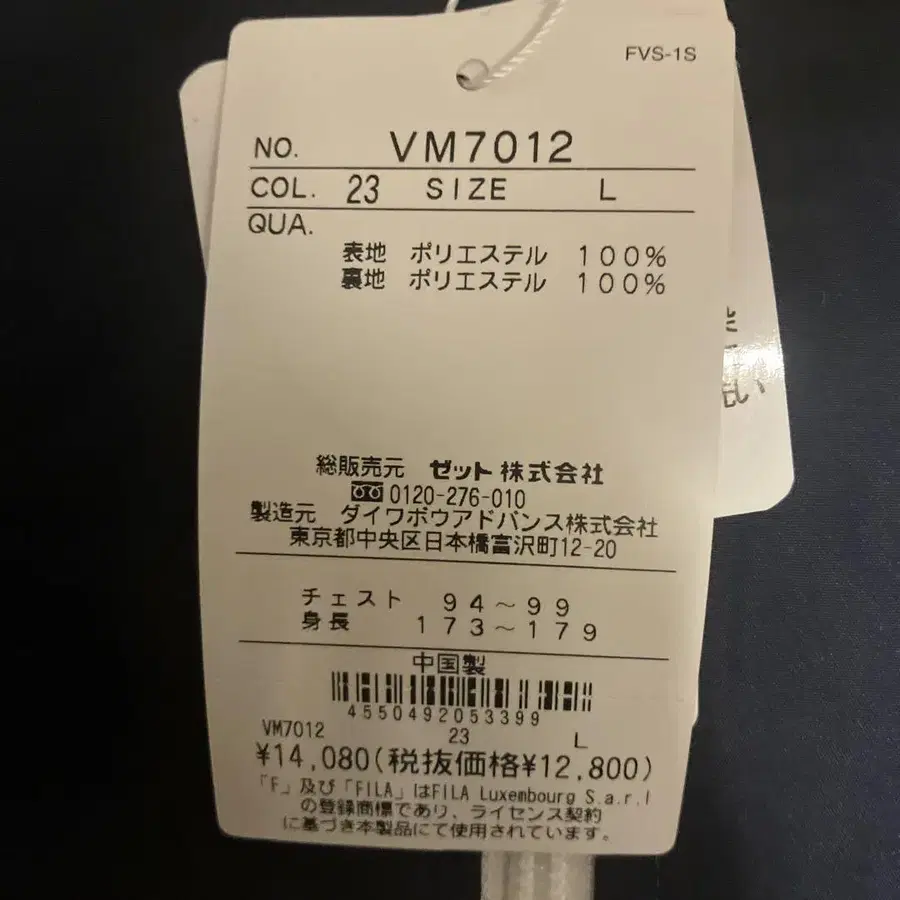 FVS-1S
NO. VM7012
COL. 23 SIZE L
QUA.
表地 ポリエステル 100%
裏地 ポリエステル 100%
総販売元 ゼット株式会社
0120-276-010
製造元 ダイワボウアドバンス株式会社
東京都中央区日本橋富沢町12-20
チェスト 94~99
身長 173~179
中国製
4550492053399
VM7012 23 L
¥14,080(税抜価格¥12,800)
「F」及び「FILA」はFILA Luxembourg S.a.r.l
の登録商標であり、ライセンス契約
に基づき本製品にて使用されています。